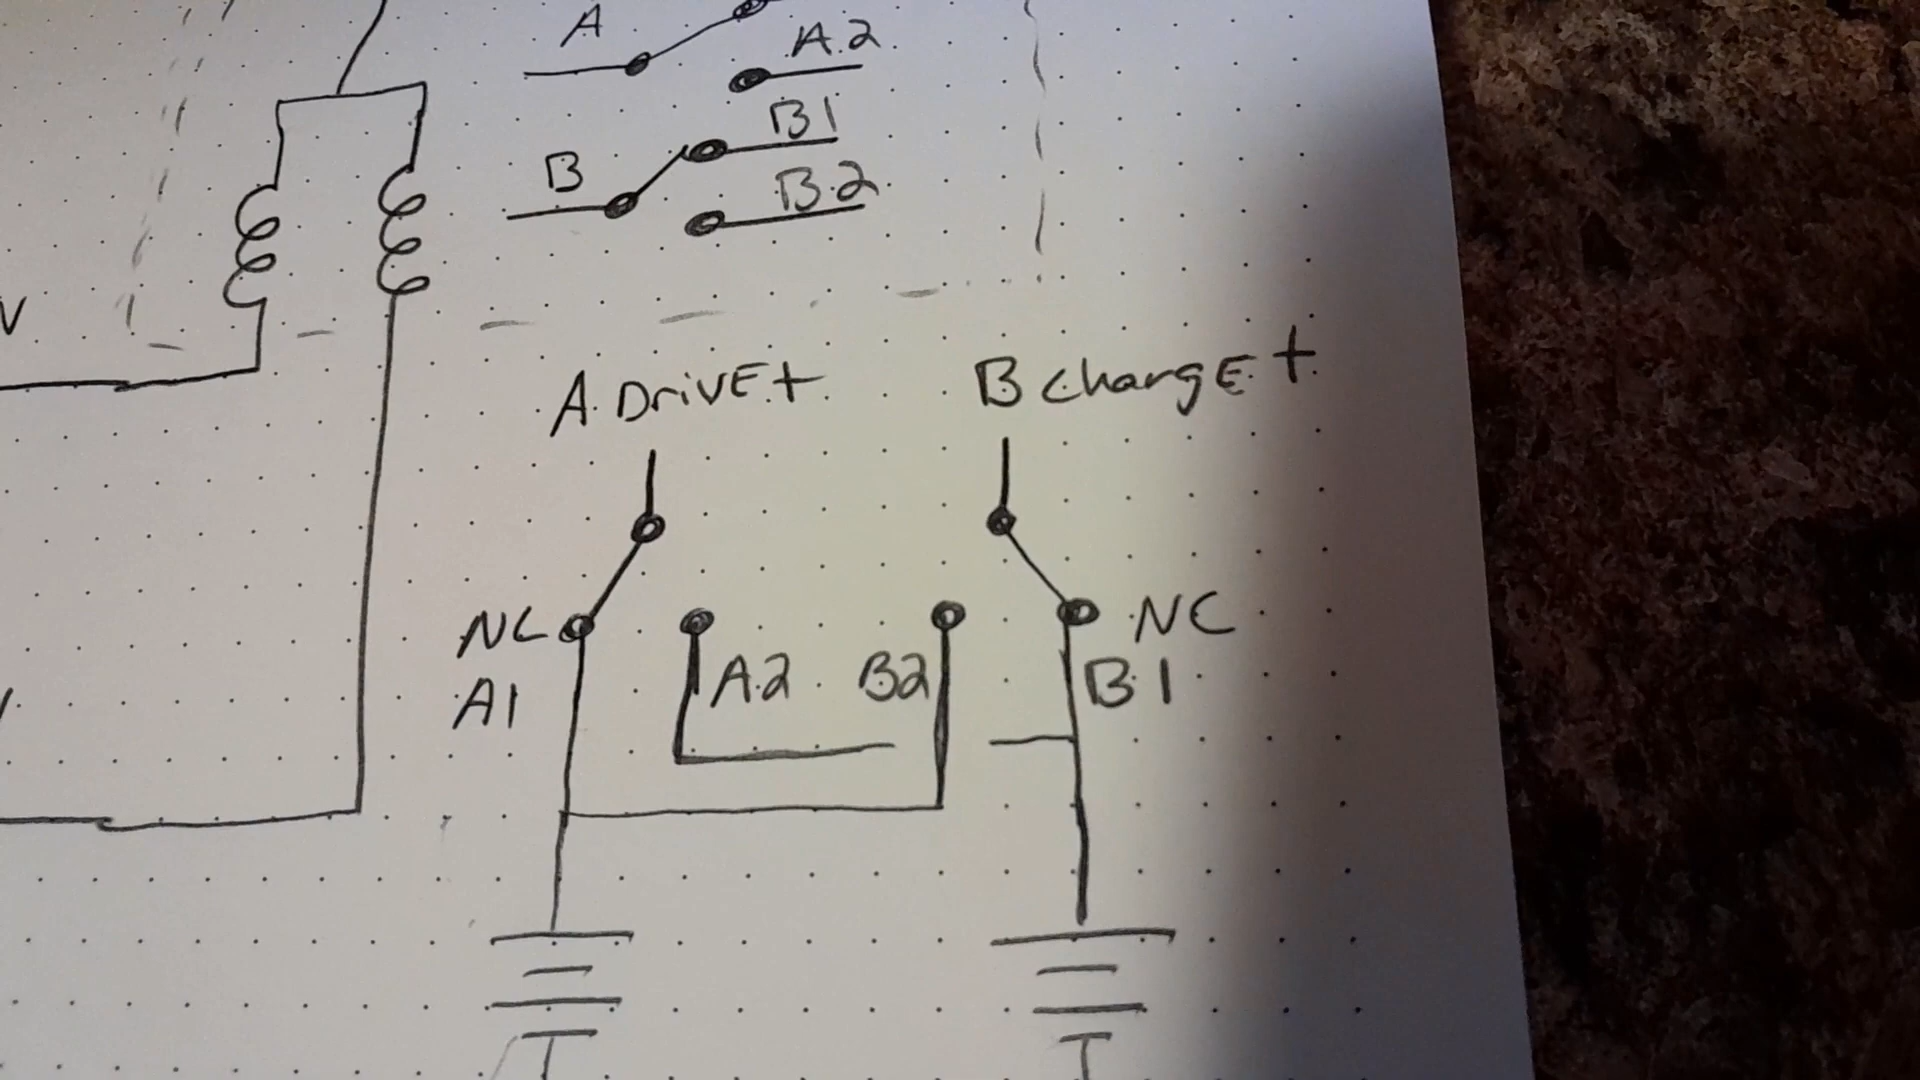 A
A2
B1
B
B2
V
A Drive+
B charge+
NC
A1
A2
B2
NC
B1